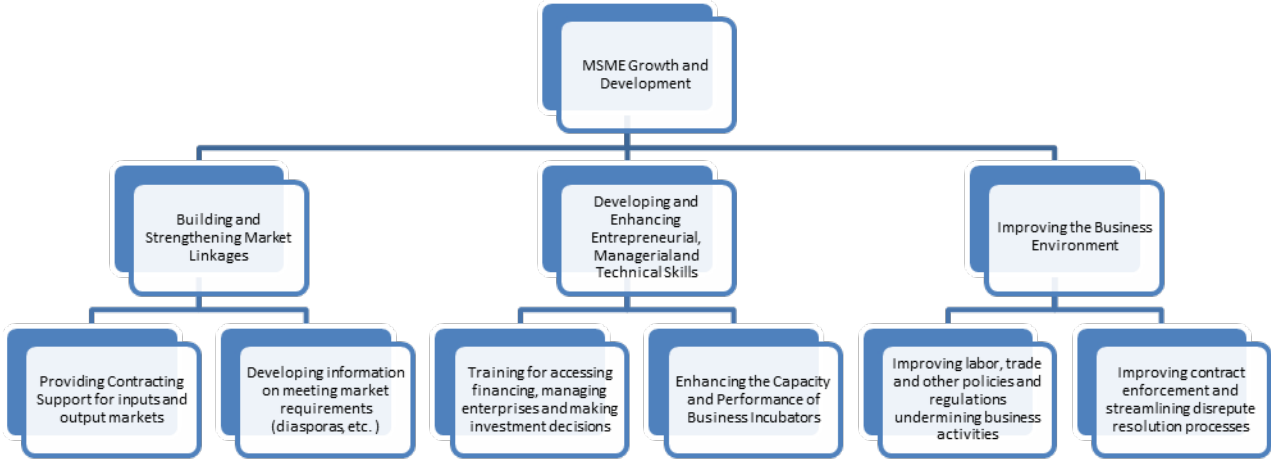 MSME Growth and
Development
Building and
Strengthening Market
Linkages
Developing and
Enhancing
Entrepreneurial,
Managerial and
Technical Skills
Improving the Business
Environment
Providing Contracting
Support for inputs and
output markets
Developing information
on meeting market
requirements
(diasporas, etc. )
Training for accessing
financing, managing
enterprises and making
investment decisions
Enhancing the Capacity
and Performance of
Business Incubators
Improving labor, trade
and other policies and
regulations
undermining business
activities
Improving contract
enforcement and
streamlining disrepute
resolution processes